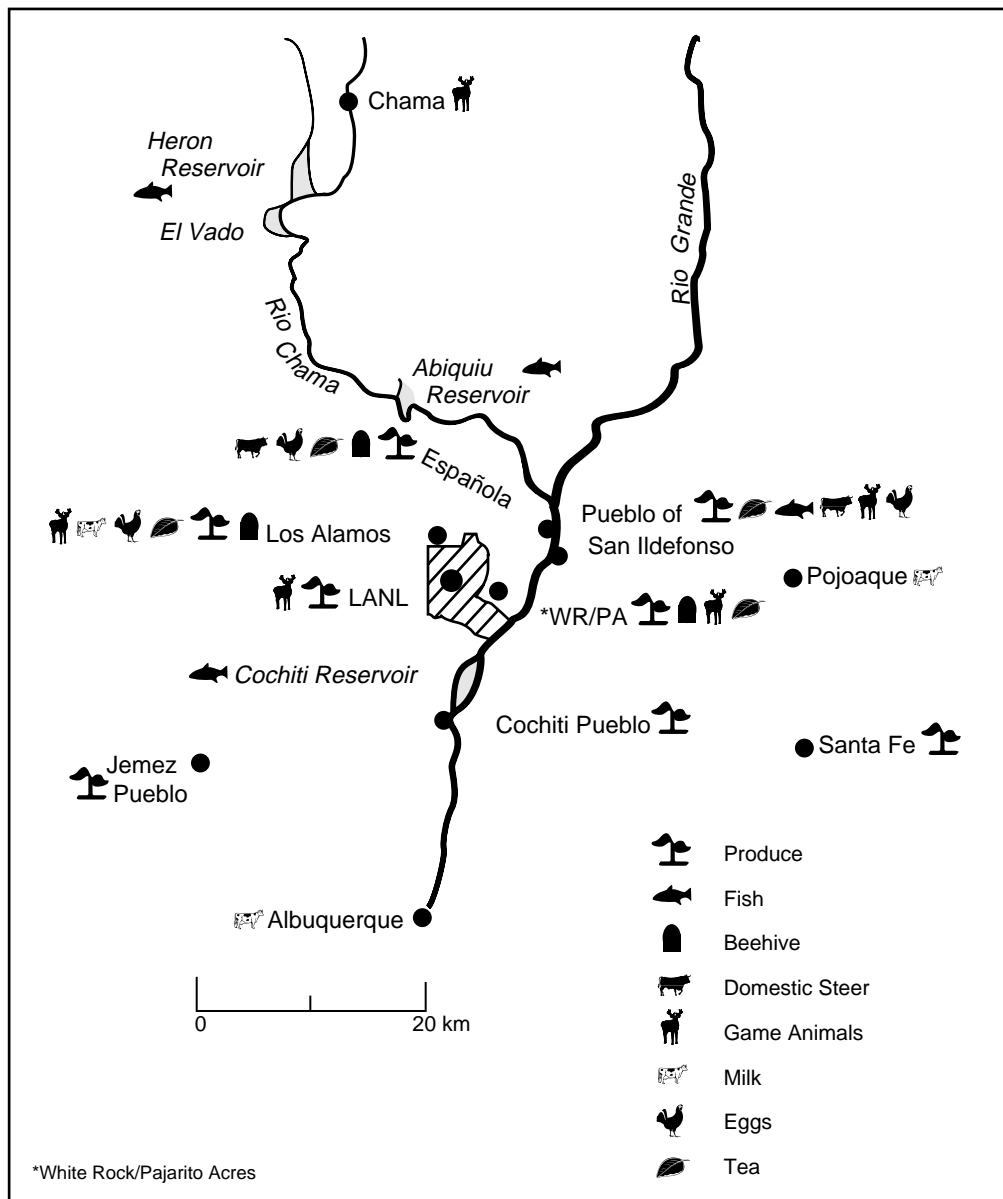 Chama
Heron
Reservoir
El Vado
Rio Grande
Rio Chama
Abiquiu
Reservoir
Española
Los Alamos
Pueblo of
San Ildefonso
Pojoaque
LANL
*WR/PA
Cochiti Reservoir
Cochiti Pueblo
Santa Fe
Jemez
Pueblo
Albuquerque
0 20 km
Produce
Fish
Beehive
Domestic Steer
Game Animals
Milk
Eggs
Tea
*White Rock/Pajarito Acres